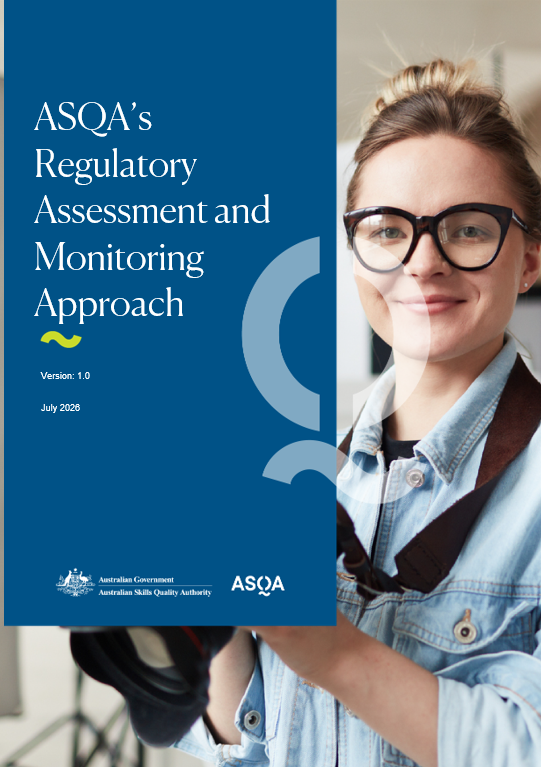 ASQA's
Regulatory
Assessment and
Monitoring
Approach
Version: 1.0
July 2026
Australian Government
Australian Skills Quality Authority
ASQA